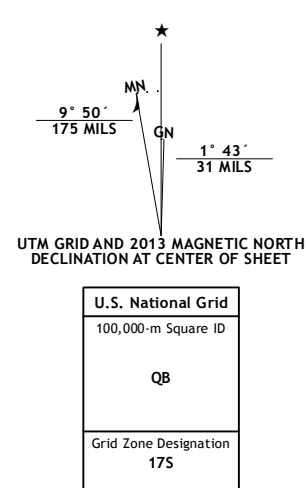 ★
MN
9° 50´
175 MILS
GN
1° 43´
31 MILS
UTM GRID AND 2013 MAGNETIC NORTH
DECLINATION AT CENTER OF SHEET
U.S. National Grid
100,000-m Square ID
QB
Grid Zone Designation
17S